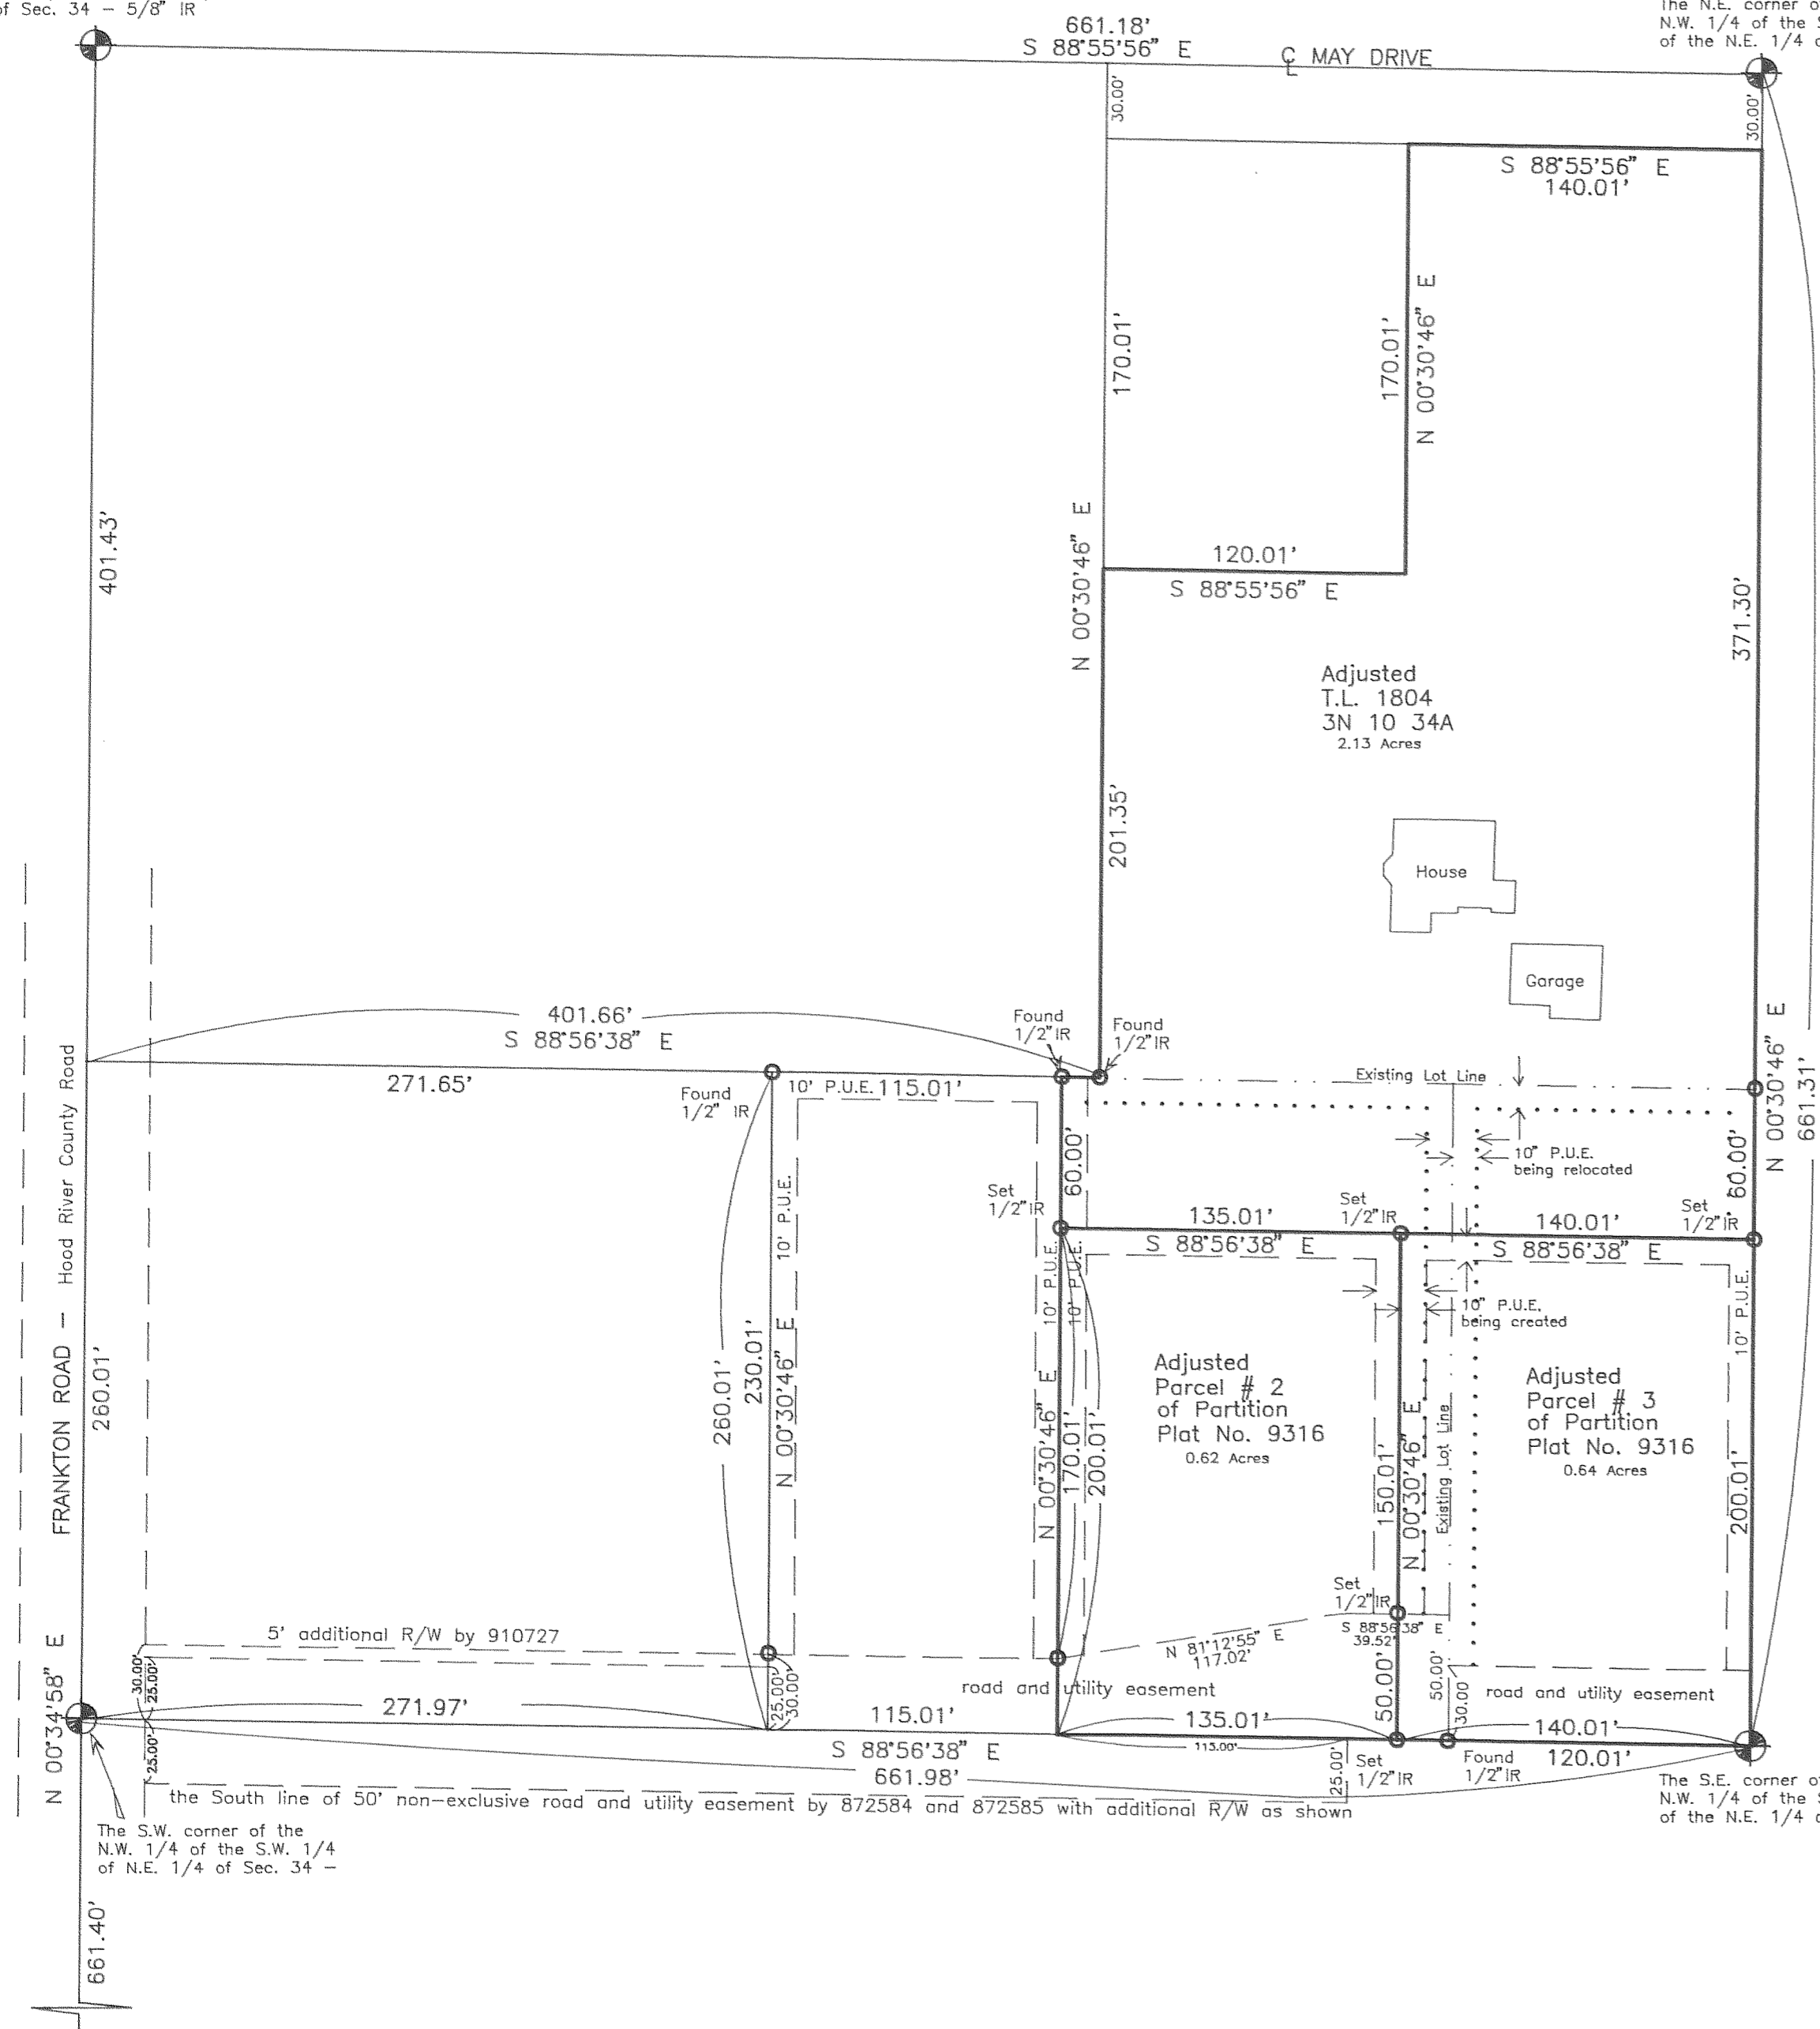 of Sec. 34 - 5/8" IR
The N.E. corner o
N.W. 1/4 of the S
of the N.E. 1/4 o
661.18'
S 88°55'56" E
℄ MAY DRIVE
30.00'
30.00'
S 88°55'56" E
140.01'
170.01'
170.01'
N 00°30'46" E
N 00°30'46" E
120.01'
S 88°55'56" E
401.43'
371.30'
Adjusted
T.L. 1804
3N 10 34A
2.13 Acres
201.35'
House
Garage
401.66'
S 88°56'38" E
271.65'
Found
1/2" IR
10' P.U.E.
115.01'
Found
1/2" IR
Found
1/2" IR
Existing Lot Line
10" P.U.E.
being relocated
N 00°30'46" E
661.31'
60.00'
60.00'
Set
1/2" IR
135.01'
S 88°56'38" E
Set
1/2" IR
140.01'
S 88°56'38" E
Set
1/2" IR
10' P.U.E.
10' P.U.E.
10' P.U.E.
10' P.U.E.
10" P.U.E.
being created
FRANKTON ROAD - Hood River County Road
N 00°34'58" E
260.01'
260.01'
230.01'
N 00°30'46" E
N 00°30'46" E
170.01'
200.01'
Adjusted
Parcel # 2
of Partition
Plat No. 9316
0.62 Acres
150.01'
N 00°30'46" E
Existing Lot Line
Adjusted
Parcel # 3
of Partition
Plat No. 9316
0.64 Acres
200.01'
Set
1/2" IR
S 88°56'38" E
39.52'
N 81°12'55" E
117.02'
5' additional R/W by 910727
30.00'
25.00'
25.00'
271.97'
25.00'
30.00'
115.01'
road and utility easement
50.00'
50.00'
30.00
road and utility easement
135.01'
140.01'
S 88°56'38" E
661.98'
115.00'
25.00'
Set
1/2" IR
Found
1/2" IR
120.01'
the South line of 50' non-exclusive road and utility easement by 872584 and 872585 with additional R/W as shown
The S.W. corner of the
N.W. 1/4 of the S.W. 1/4
of N.E. 1/4 of Sec. 34 -
The S.E. corner o
N.W. 1/4 of the S
of the N.E. 1/4 o
661.40'